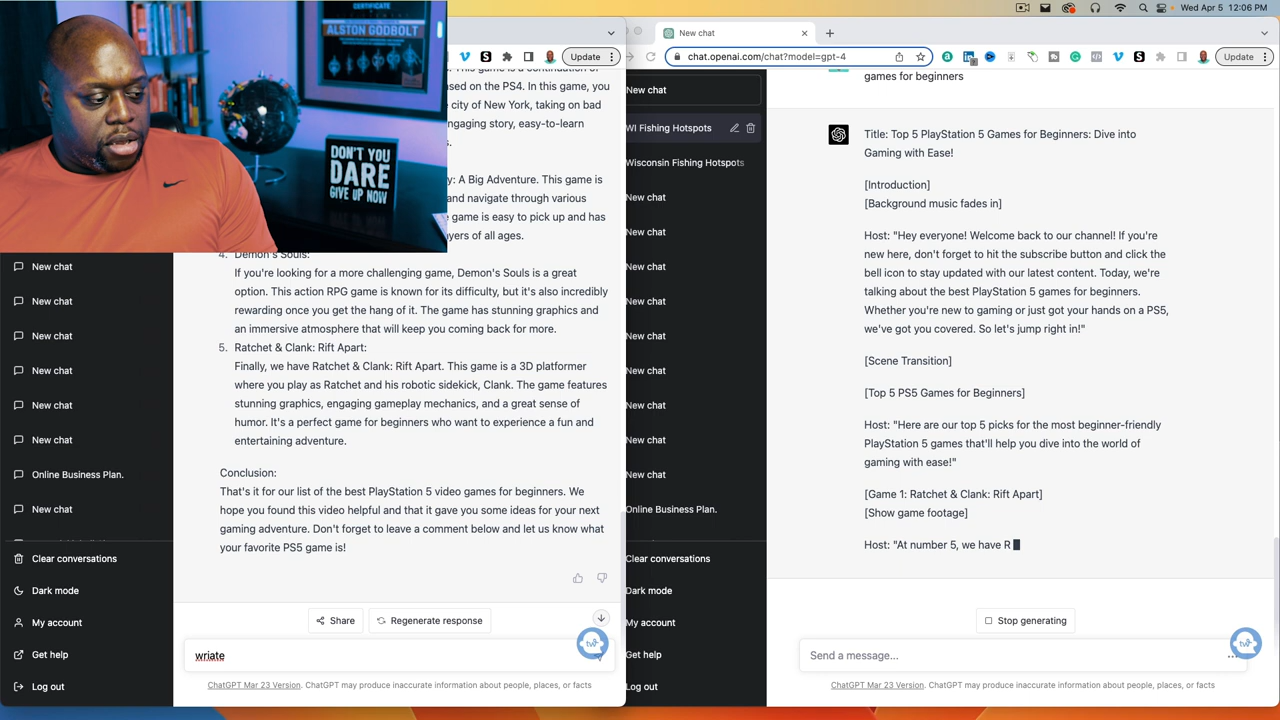 Wed Apr 5 12:06 PM
CERTIFICATE
ALSTON GODBOLT
DON'T YOU
DARE
GIVE UP NOW
Update
ased on the PS4. In this game, you
city of New York, taking on bad
ngaging story, easy-to-learn
s.
y: A Big Adventure. This game is
and navigate through various
game is easy to pick up and has
ayers of all ages.
4. Demon's Souls:
If you're looking for a more challenging game, Demon's Souls is a great
option. This action RPG game is known for its difficulty, but it's also incredibly
rewarding once you get the hang of it. The game has stunning graphics and
an immersive atmosphere that will keep you coming back for more.
5. Ratchet & Clank: Rift Apart:
Finally, we have Ratchet & Clank: Rift Apart. This game is a 3D platformer
where you play as Ratchet and his robotic sidekick, Clank. The game features
stunning graphics, engaging gameplay mechanics, and a great sense of
humor. It's a perfect game for beginners who want to experience a fun and
entertaining adventure.
Conclusion:
That's it for our list of the best PlayStation 5 video games for beginners. We
hope you found this video helpful and that it gave you some ideas for your next
gaming adventure. Don't forget to leave a comment below and let us know what
your favorite PS5 game is!
Share
Regenerate response
wriate
ChatGPT Mar 23 Version. ChatGPT may produce inaccurate information about people, places, or facts
New chat
New chat
New chat
New chat
New chat
New chat
Online Business Plan.
New chat
Clear conversations
Dark mode
My account
Get help
Log out
New chat
chat.openai.com/chat?model=gpt-4
Update
New chat
WI Fishing Hotspots
Wisconsin Fishing Hotspots
New chat
New chat
New chat
New chat
New chat
New chat
New chat
New chat
New chat
Online Business Plan.
Clear conversations
Dark mode
My account
Get help
Log out
games for beginners
Title: Top 5 PlayStation 5 Games for Beginners: Dive into
Gaming with Ease!
[Introduction]
[Background music fades in]
Host: "Hey everyone! Welcome back to our channel! If you're
new here, don't forget to hit the subscribe button and click the
bell icon to stay updated with our latest content. Today, we're
talking about the best PlayStation 5 games for beginners.
Whether you're new to gaming or just got your hands on a PS5,
we've got you covered. So let's jump right in!"
[Scene Transition]
[Top 5 PS5 Games for Beginners]
Host: "Here are our top 5 picks for the most beginner-friendly
PlayStation 5 games that'll help you dive into the world of
gaming with ease!"
[Game 1: Ratchet & Clank: Rift Apart]
[Show game footage]
Host: "At number 5, we have R
Stop generating
Send a message...
ChatGPT Mar 23 Version. ChatGPT may produce inaccurate information about people, places, or facts